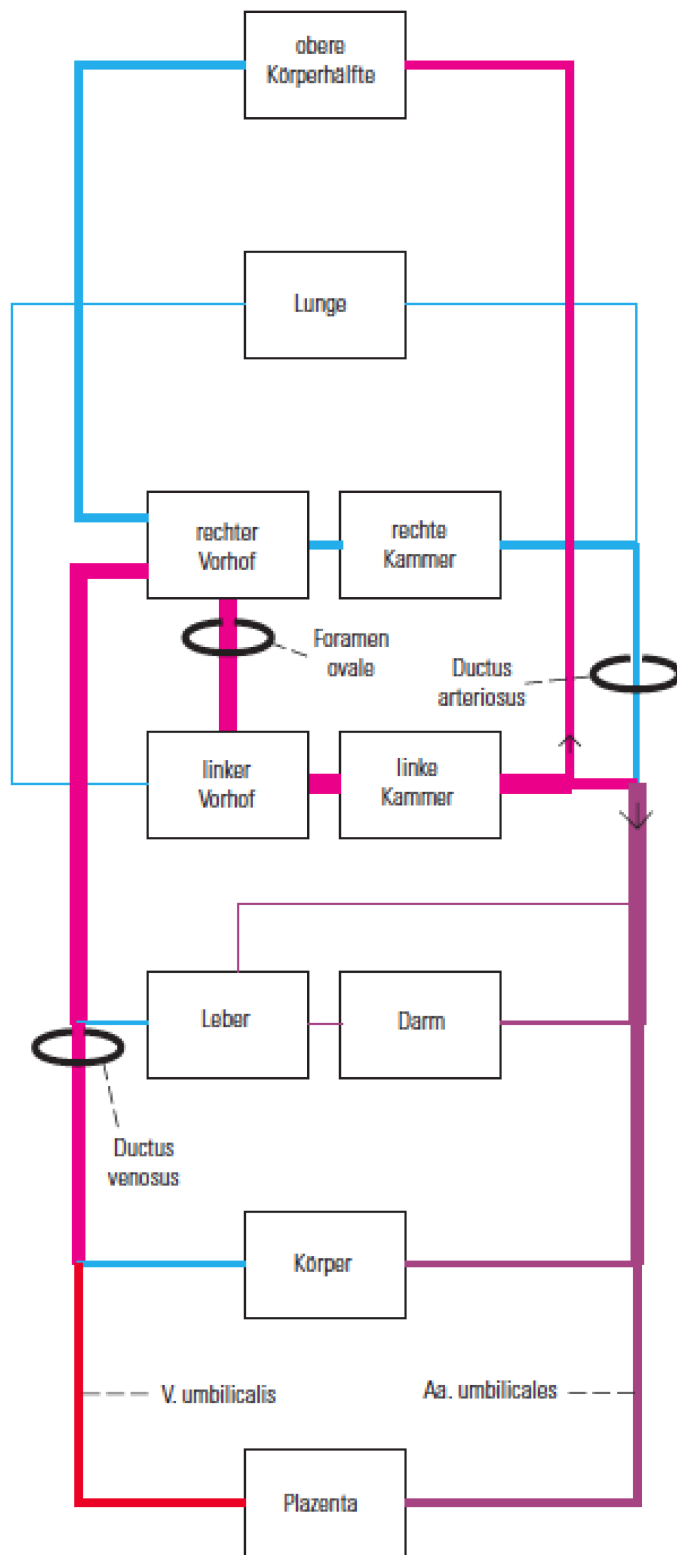 obere
Körperhälfte
Lunge
rechter
Vorhof
rechte
Kammer
Foramen
ovale
Ductus
arteriosus
linker
Vorhof
linke
Kammer
Leber
Darm
Ductus
venosus
Körper
V. umbilicalis
Aa. umbilicales
Plazenta